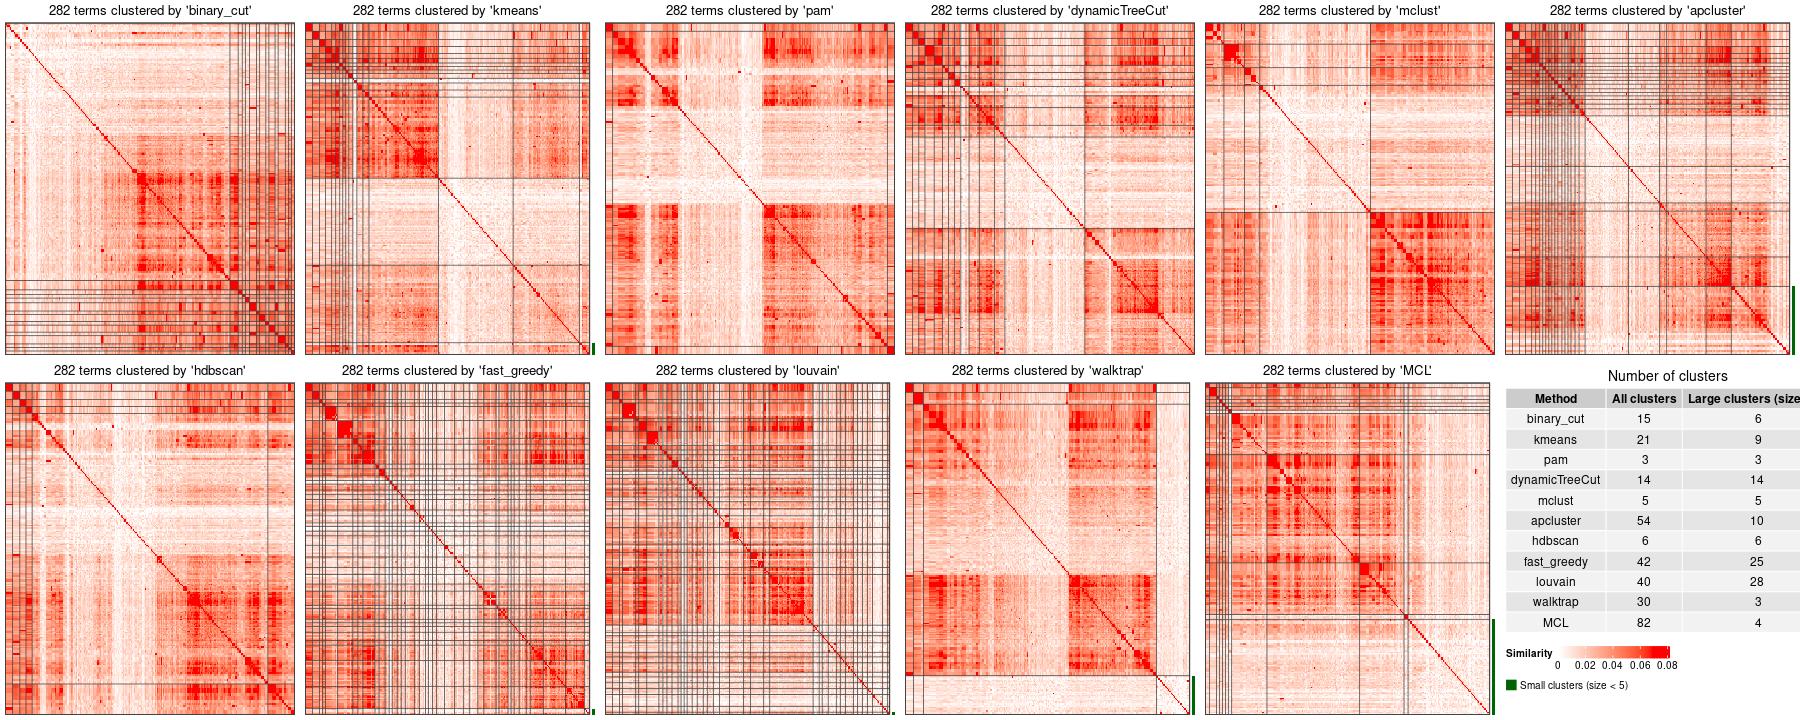 282 terms clustered by 'binary_cut'
282 terms clustered by 'kmeans'
282 terms clustered by 'pam'
282 terms clustered by 'dynamicTreeCut'
282 terms clustered by 'mclust'
282 terms clustered by 'apcluster'
282 terms clustered by 'hdbscan'
282 terms clustered by 'fast_greedy'
282 terms clustered by 'louvain'
282 terms clustered by 'walktrap'
282 terms clustered by 'MCL'
Number of clusters
Method All clusters Large clusters (size
binary_cut 15 6
kmeans 21 9
pam 3 3
dynamicTreeCut 14 14
mclust 5 5
apcluster 54 10
hdbscan 6 6
fast_greedy 42 25
louvain 40 28
walktrap 30 3
MCL 82 4
Similarity
0 0.02 0.04 0.06 0.08
Small clusters (size < 5)